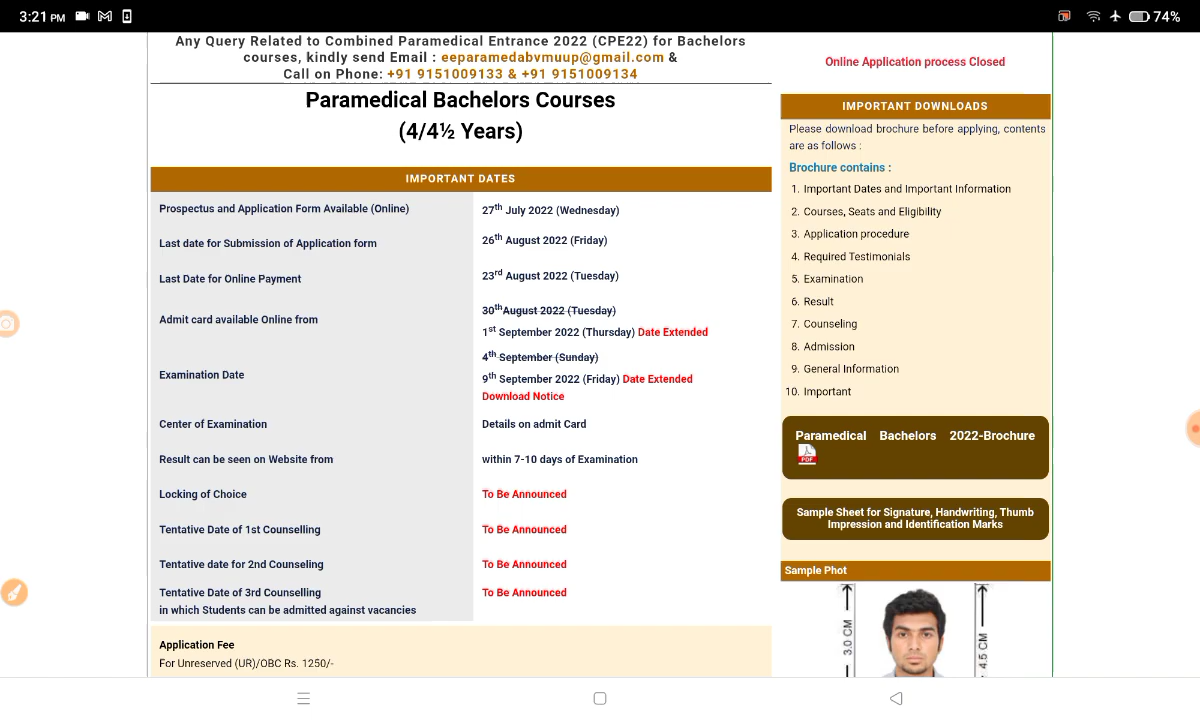 3:21 PM
74%
Any Query Related to Combined Paramedical Entrance 2022 (CPE22) for Bachelors
courses, kindly send Email : eeparamedabvmuup@gmail.com &
Call on Phone: +91 9151009133 & +91 9151009134
Paramedical Bachelors Courses
(4/4½ Years)
IMPORTANT DATES
Prospectus and Application Form Available (Online)
27th July 2022 (Wednesday)
Last date for Submission of Application form
26th August 2022 (Friday)
Last Date for Online Payment
23rd August 2022 (Tuesday)
Admit card available Online from
30thAugust 2022 (Tuesday)
1st September 2022 (Thursday) Date Extended
Examination Date
4th September (Sunday)
9th September 2022 (Friday) Date Extended
Download Notice
Center of Examination
Details on admit Card
Result can be seen on Website from
within 7-10 days of Examination
Locking of Choice
To Be Announced
Tentative Date of 1st Counselling
To Be Announced
Tentative date for 2nd Counseling
To Be Announced
Tentative Date of 3rd Counselling
in which Students can be admitted against vacancies
To Be Announced
Application Fee
For Unreserved (UR)/OBC Rs. 1250/-
Online Application process Closed
IMPORTANT DOWNLOADS
Please download brochure before applying, contents
are as follows :
Brochure contains :
1. Important Dates and Important Information
2. Courses, Seats and Eligibility
3. Application procedure
4. Required Testimonials
5. Examination
6. Result
7. Counseling
8. Admission
9. General Information
10. Important
Paramedical Bachelors 2022-Brochure
PDF
Sample Sheet for Signature, Handwriting, Thumb
Impression and Identification Marks
Sample Phot
3.0 CM
4.5 CM